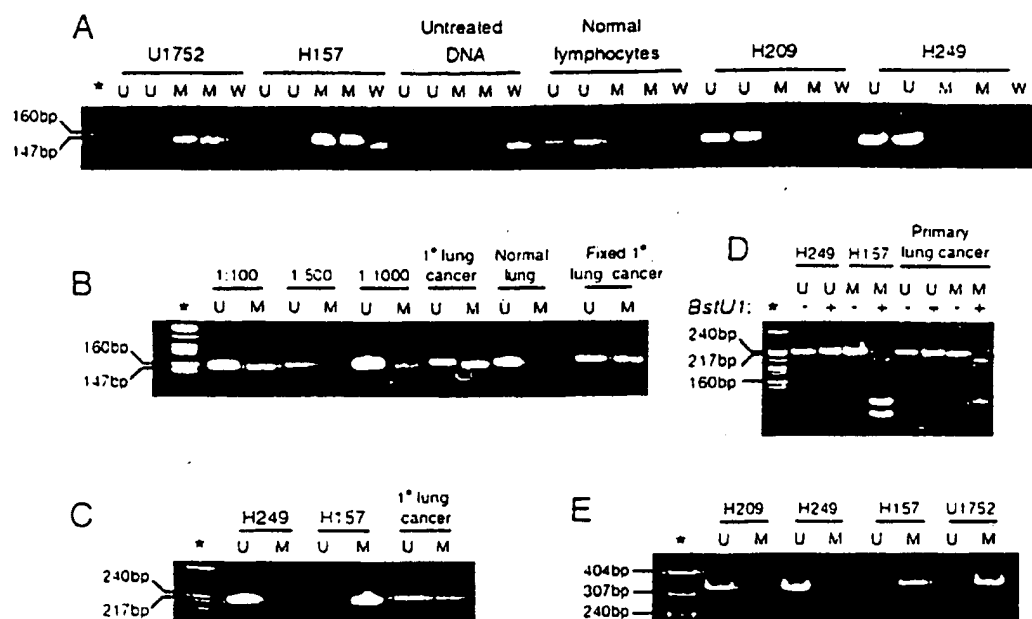 A
Untreated DNA
Normal lymphocytes
U1752
H157
H209
H249
* U U M M W U U M M W U U M M W U U M M W U U M M W U U M M W
160bp
147bp
B
1:100
1:500
1:1000
1° lung cancer
Normal lung
Fixed 1° lung cancer
* U M U M U M U M U M U M
160bp
147bp
D
H249
H157
Primary lung cancer
U U M M U U M M
BstU1: * - + - + - + - +
240bp
217bp
160bp
C
H249
H157
1° lung cancer
* U M U M U M
240bp
217bp
E
H209
H249
H157
U1752
* U M U M U M U M
404bp
307bp
240bp